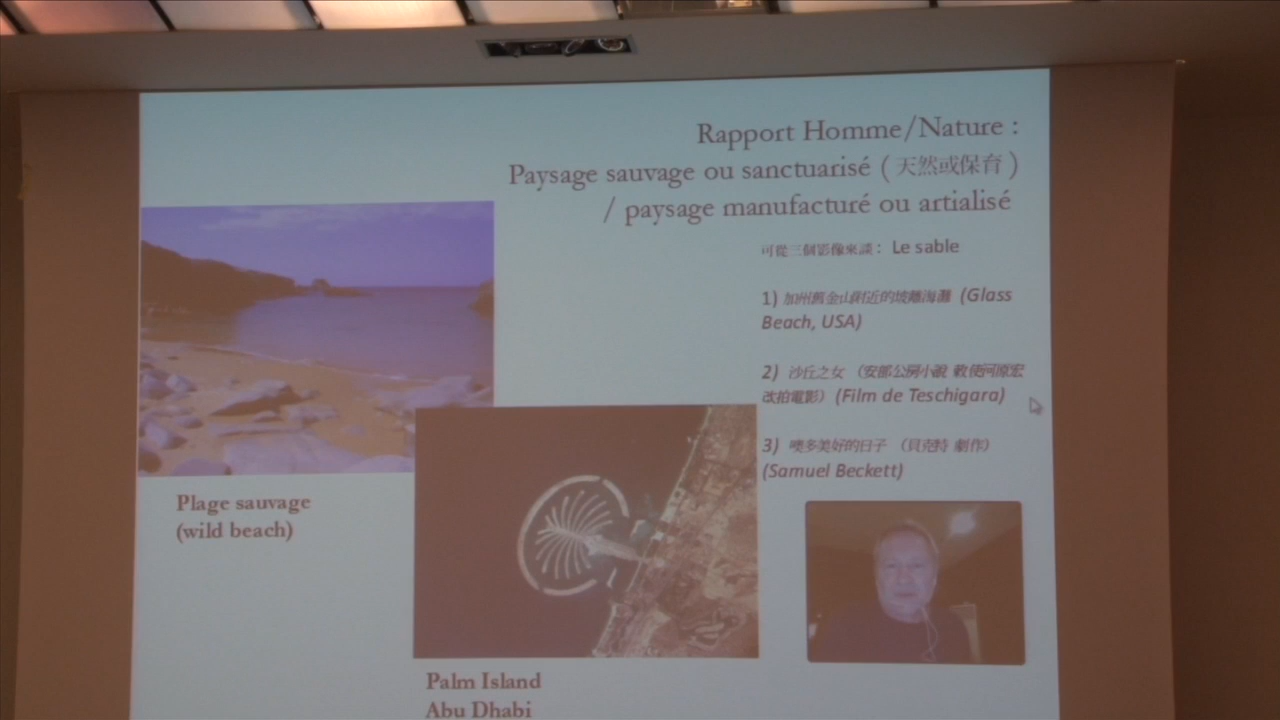 Rapport Homme/Nature :
Paysage sauvage ou sanctuarisé ( 天然或保育 )
/ paysage manufacturé ou artialisé
可從三個影像來談： Le sable
1) 加州舊金山附近的玻離海灘 (Glass
Beach, USA)
2) 沙丘之女 （安部公房小說 敕使河原宏
改拍電影）(Film de Teschigara)
3) 噢多美好的日子 （貝克特 劇作）
(Samuel Beckett)
Plage sauvage
(wild beach)
Palm Island
Abu Dhabi